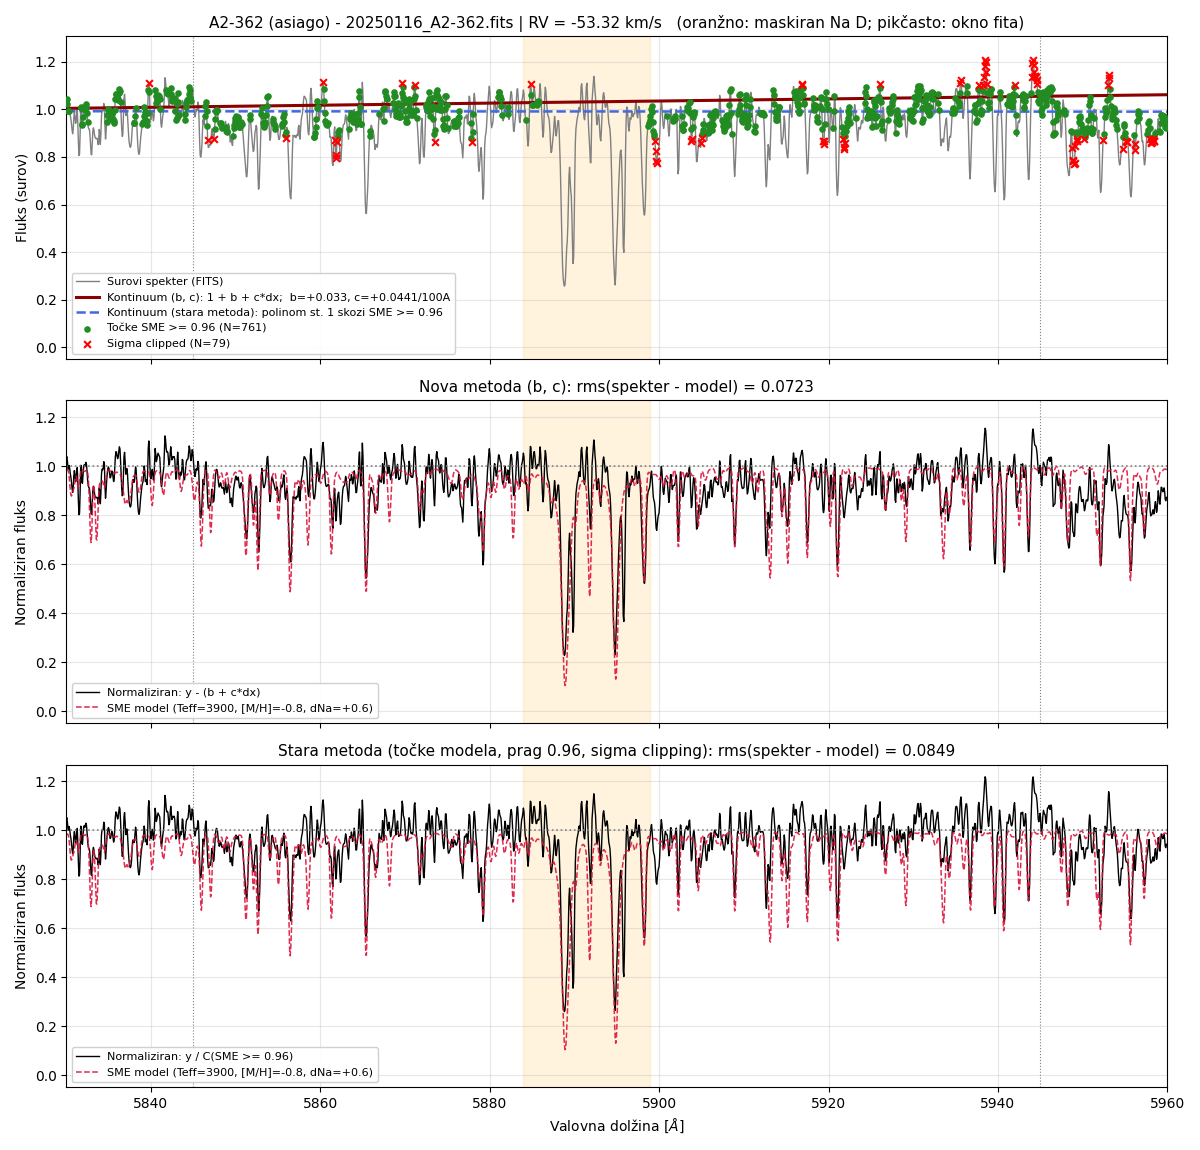 A2-362 (asiago) - 20250116_A2-362.fits | RV = -53.32 km/s (oranžno: maskiran Na D; pikčasto: okno fita)
1.2
1.0
0.8
0.6
0.4
0.2
0.0
Fluks (surov)
Surovi spekter (FITS)
Kontinuum (b, c): 1 + b + c*dx; b=+0.033, c=+0.0441/100A
Kontinuum (stara metoda): polinom st. 1 skozi SME >= 0.96
Točke SME >= 0.96 (N=761)
Sigma clipped (N=79)
Nova metoda (b, c): rms(spekter - model) = 0.0723
1.2
1.0
0.8
0.6
0.4
0.2
0.0
Normaliziran fluks
Normaliziran: y - (b + c*dx)
SME model (Teff=3900, [M/H]=-0.8, dNa=+0.6)
Stara metoda (točke modela, prag 0.96, sigma clipping): rms(spekter - model) = 0.0849
1.2
1.0
0.8
0.6
0.4
0.2
0.0
Normaliziran fluks
Normaliziran: y / C(SME >= 0.96)
SME model (Teff=3900, [M/H]=-0.8, dNa=+0.6)
5840 5860 5880 5900 5920 5940 5960
Valovna dolžina [Å]